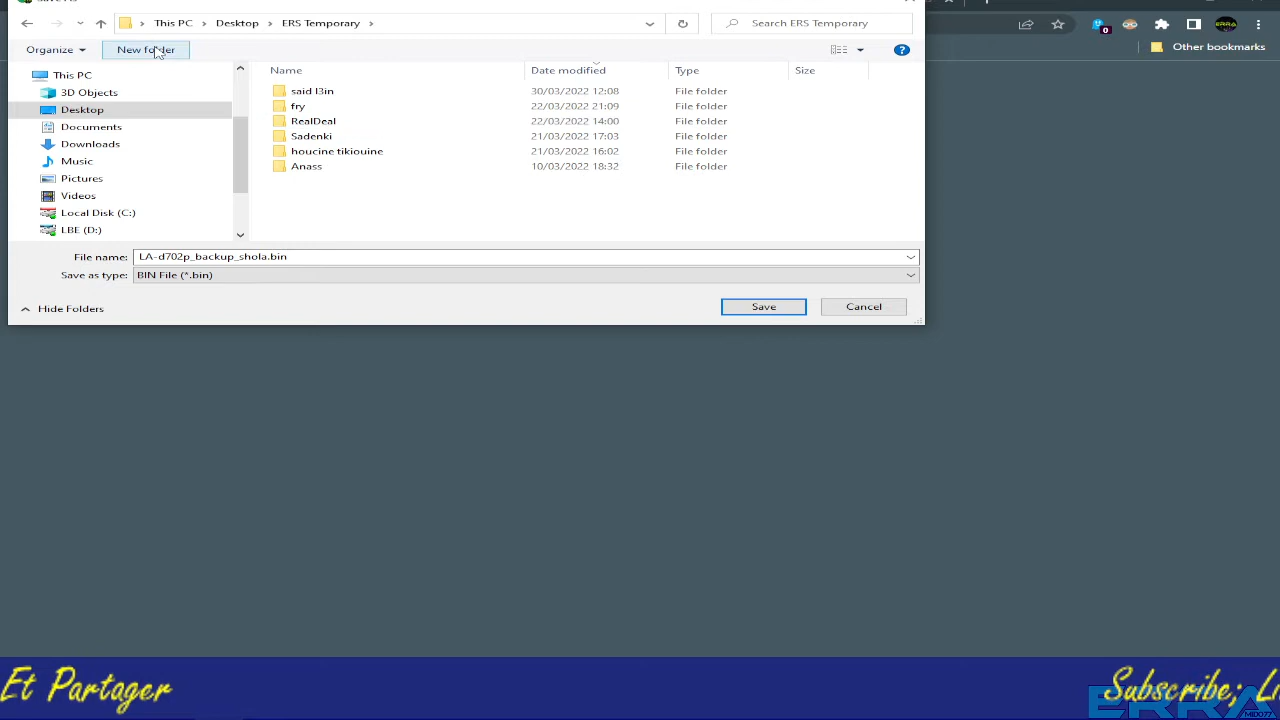 This PC > Desktop > ERS Temporary >
Search ERS Temporary
0
Other bookmarks
Organize
New folder
This PC
3D Objects
Desktop
Documents
Downloads
Music
Pictures
Videos
Local Disk (C:)
LBE (D:)
Name Date modified Type Size
said l3in 30/03/2022 12:08 File folder
fry 22/03/2022 21:09 File folder
RealDeal 22/03/2022 14:00 File folder
Sadenki 21/03/2022 17:03 File folder
houcine tikiouine 21/03/2022 16:02 File folder
Anass 10/03/2022 18:32 File folder
File name: LA-d702p_backup_shola.bin
Save as type: BIN File (*.bin)
Hide Folders
Save
Cancel
Et Partager
Subscribe; Li
ERRA